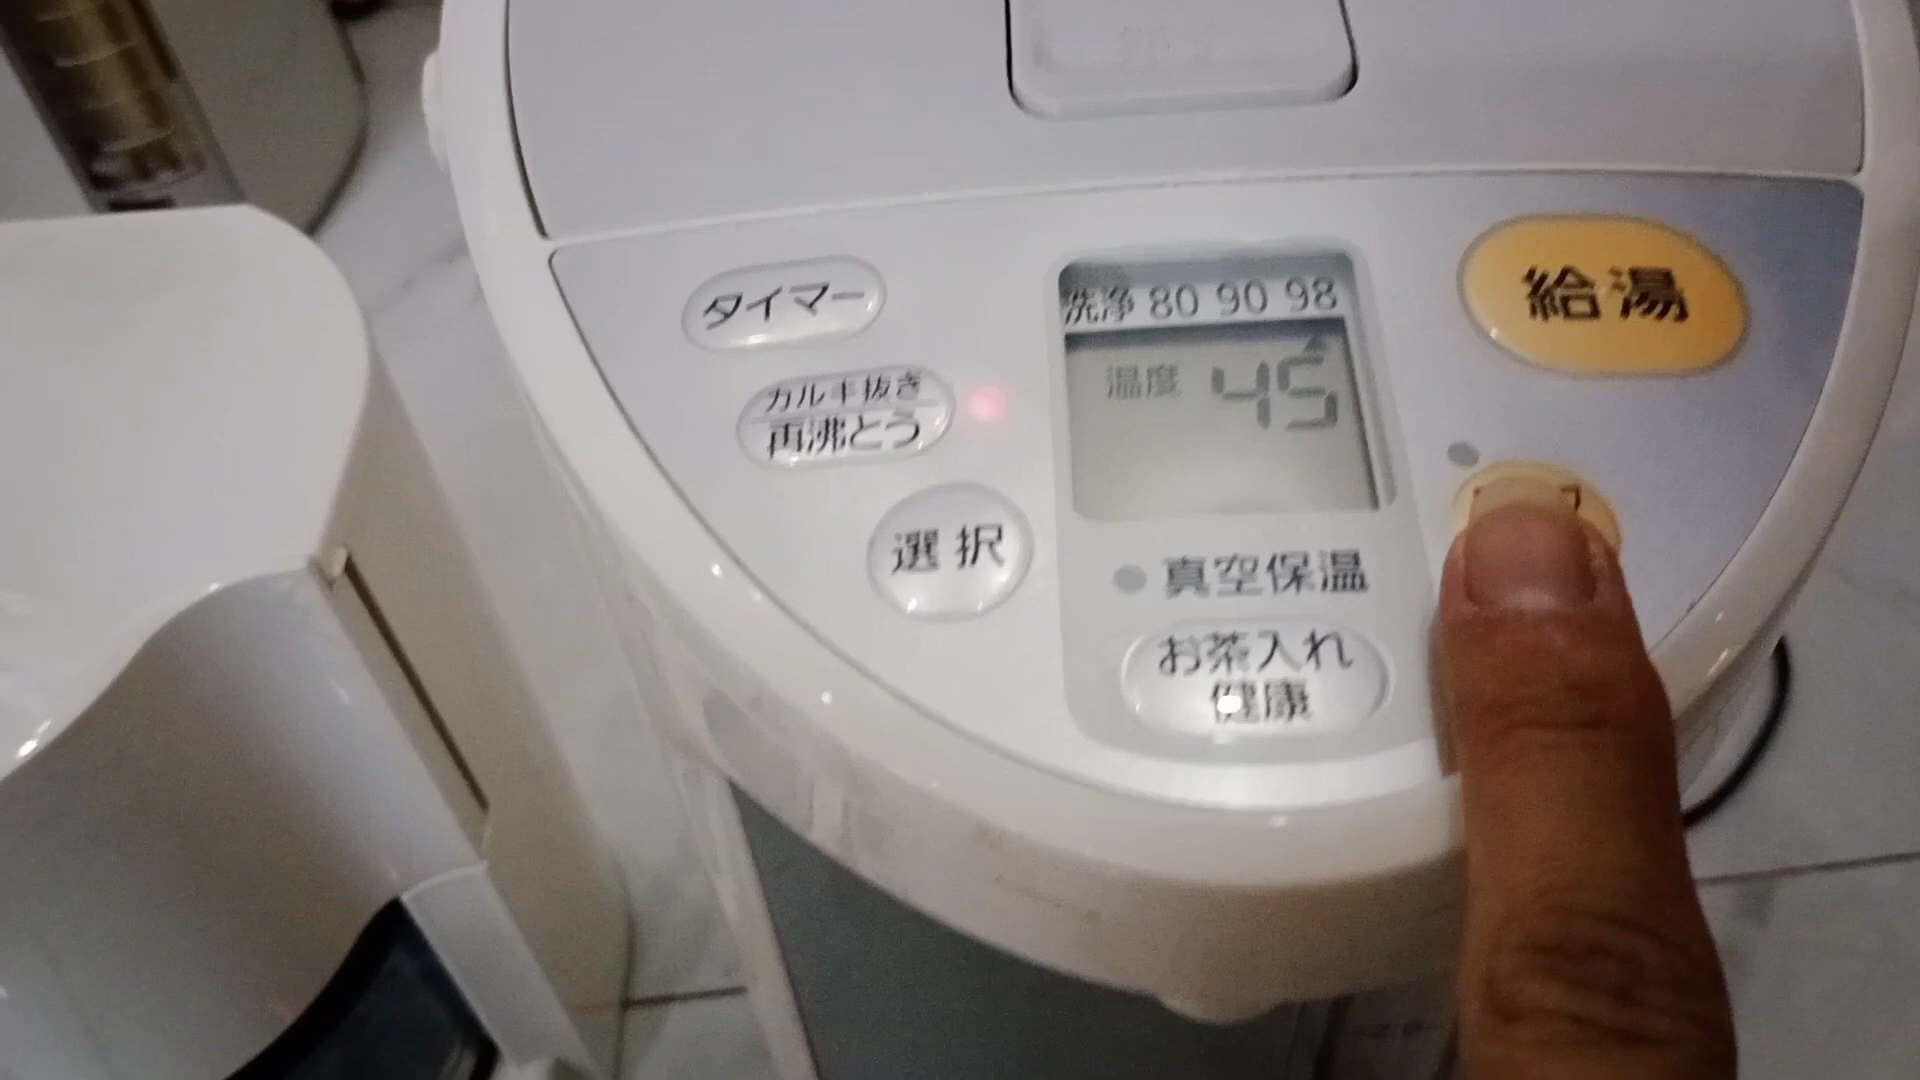 タイマー
カルキ抜き
再沸とう
選択
洗浄 80 90 98
温度 45
真空保温
お茶入れ
健康
給湯